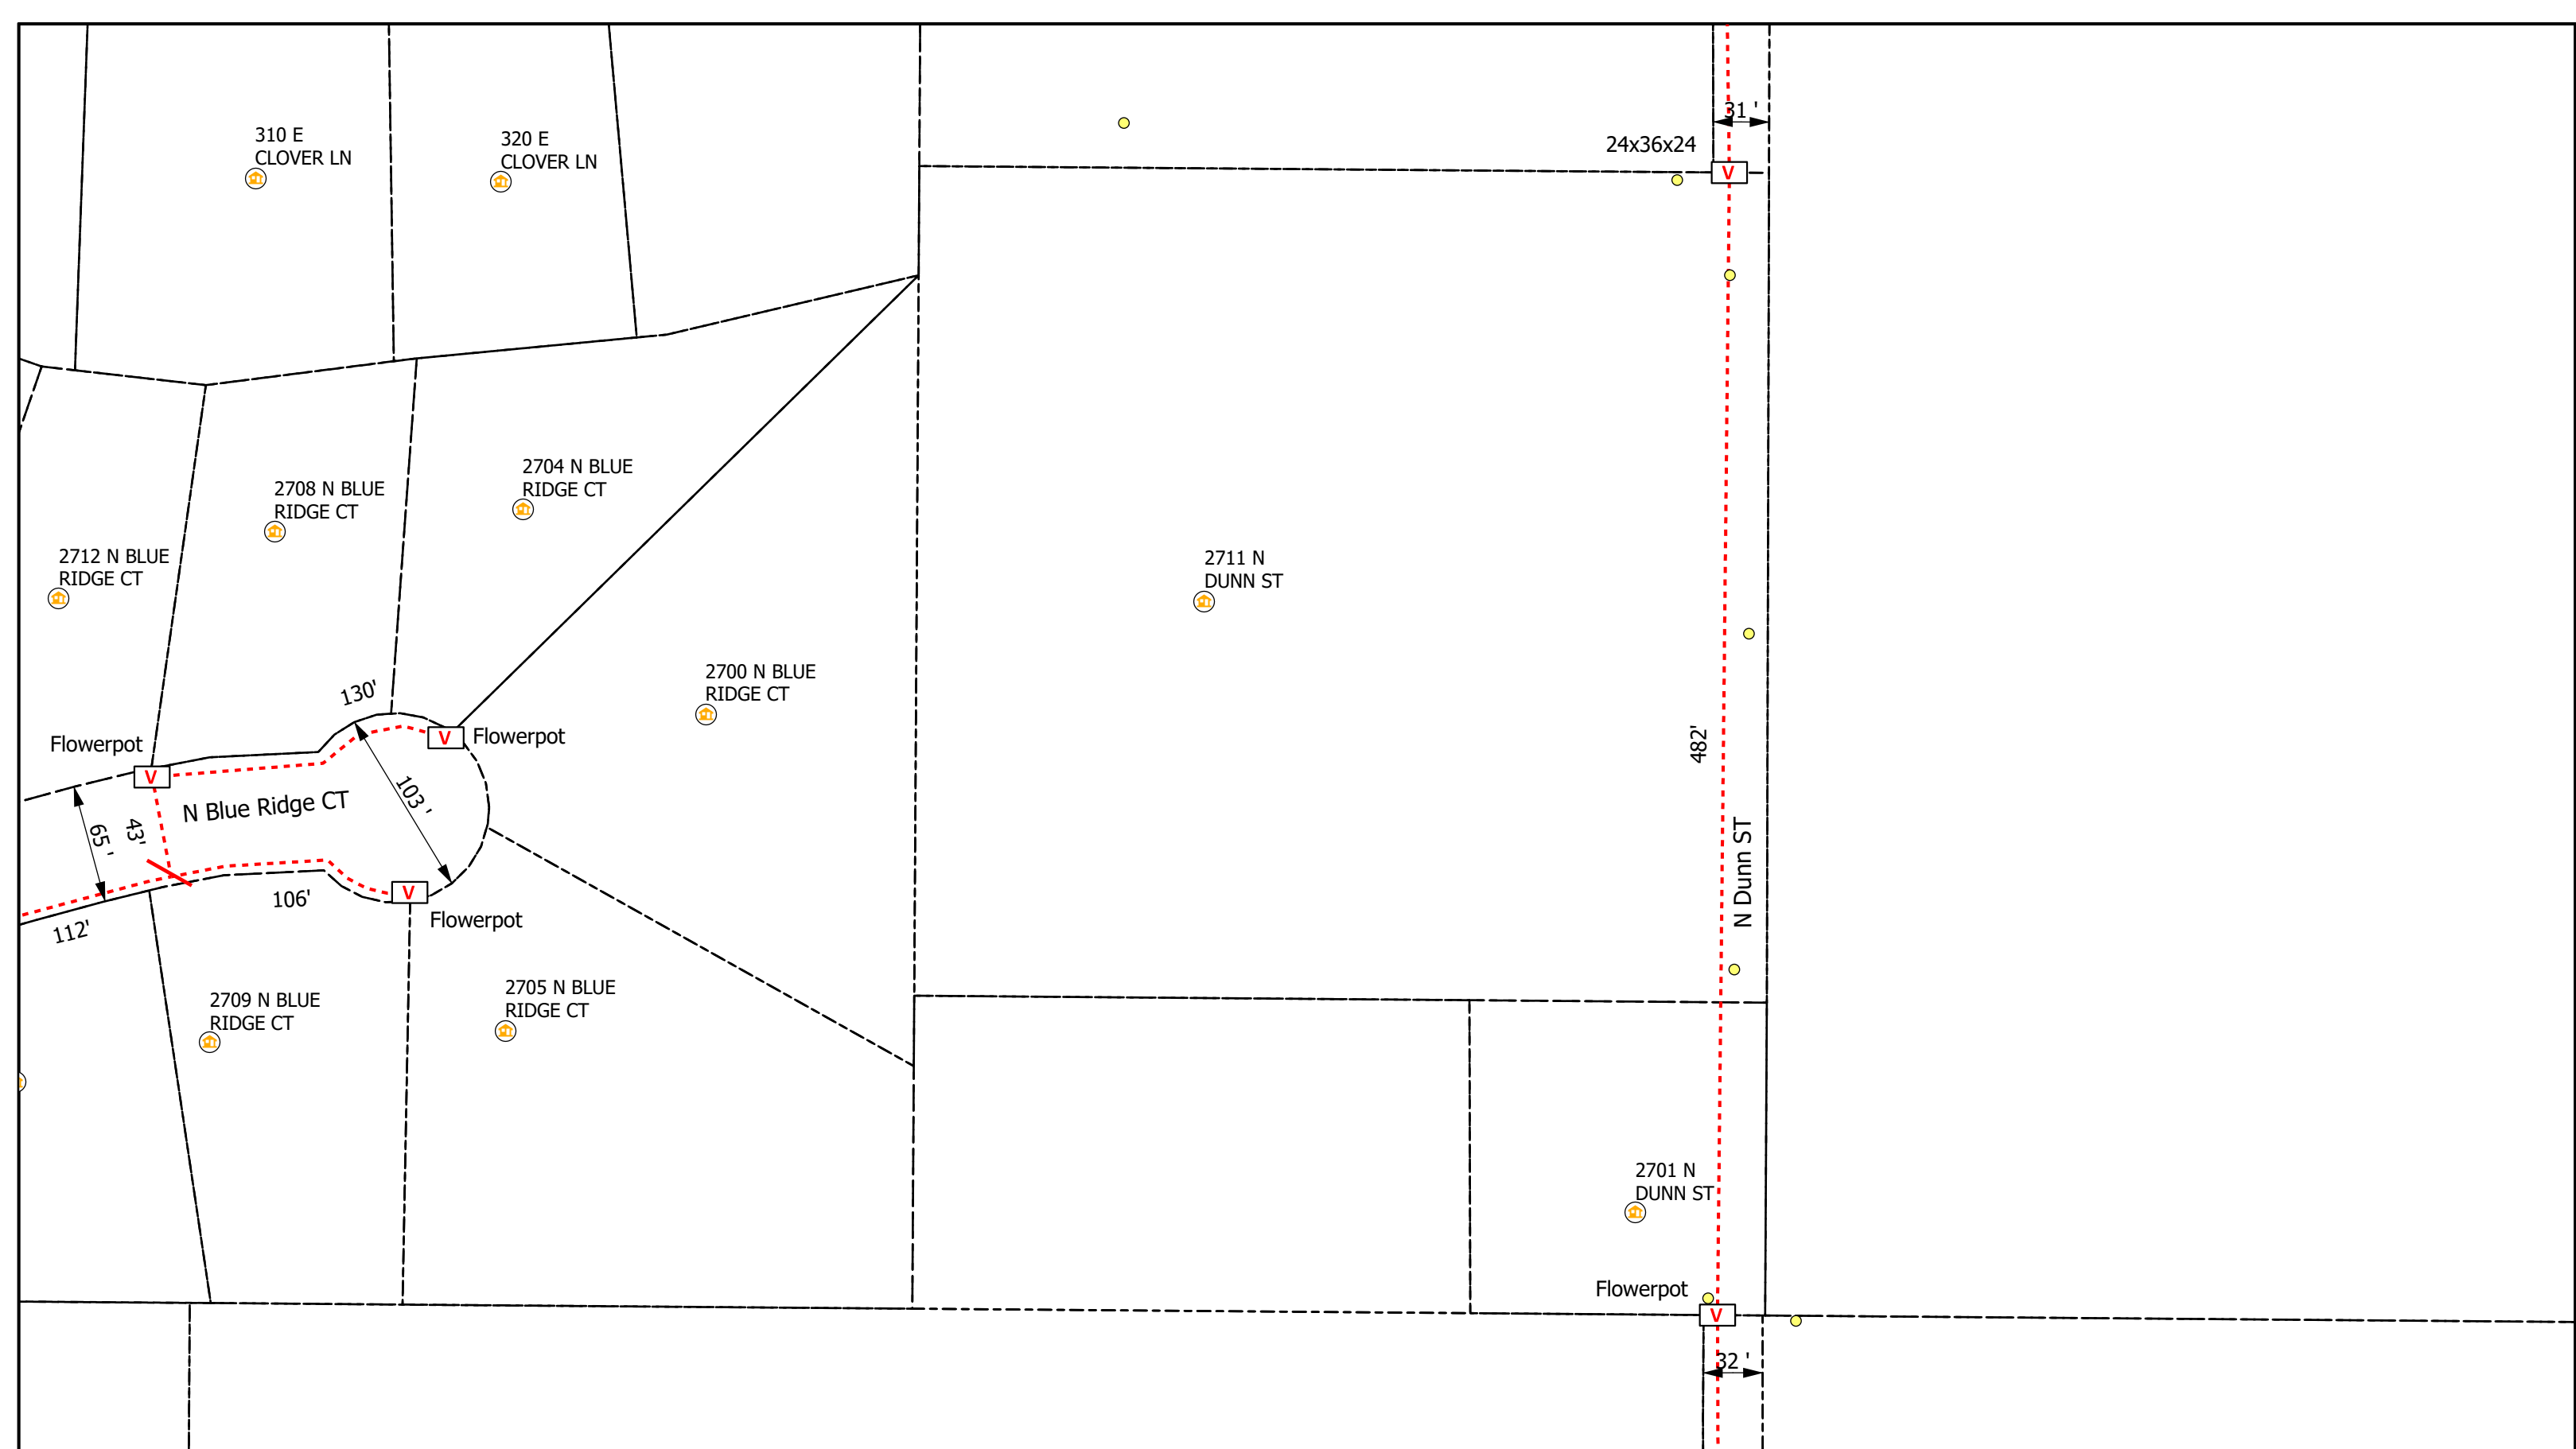 31 '
24x36x24
V
310 E
CLOVER LN
320 E
CLOVER LN
2704 N BLUE
RIDGE CT
2708 N BLUE
RIDGE CT
2712 N BLUE
RIDGE CT
2711 N
DUNN ST
2700 N BLUE
RIDGE CT
130'
Flowerpot
V
Flowerpot
V
N Blue Ridge CT
103 '
65 '
43'
482'
N Dunn ST
106'
V
Flowerpot
112'
2709 N BLUE
RIDGE CT
2705 N BLUE
RIDGE CT
2701 N
DUNN ST
Flowerpot
V
32 '